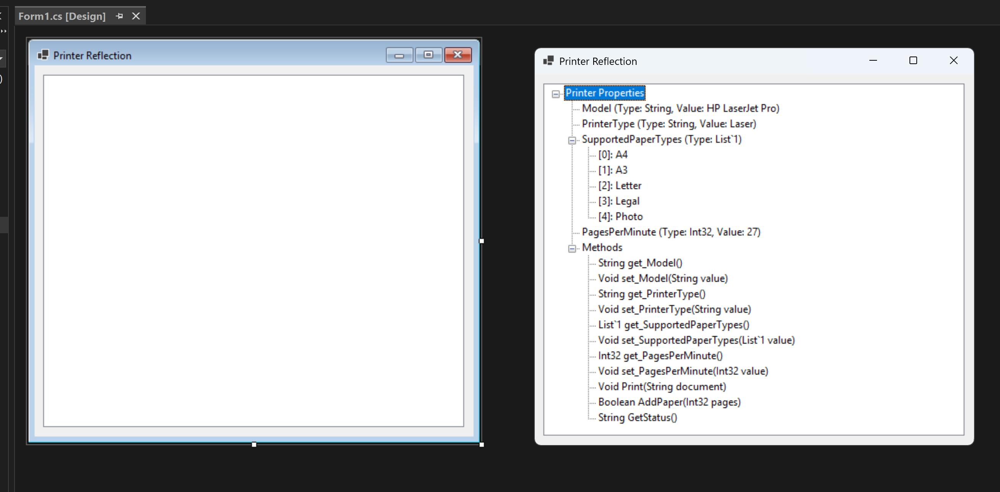 Form1.cs [Design]
Printer Reflection
Printer Reflection
Printer Properties
Model (Type: String, Value: HP LaserJet Pro)
PrinterType (Type: String, Value: Laser)
SupportedPaperTypes (Type: List`1)
[0]: A4
[1]: A3
[2]: Letter
[3]: Legal
[4]: Photo
PagesPerMinute (Type: Int32, Value: 27)
Methods
String get_Model()
Void set_Model(String value)
String get_PrinterType()
Void set_PrinterType(String value)
List`1 get_SupportedPaperTypes()
Void set_SupportedPaperTypes(List`1 value)
Int32 get_PagesPerMinute()
Void set_PagesPerMinute(Int32 value)
Void Print(String document)
Boolean AddPaper(Int32 pages)
String GetStatus()